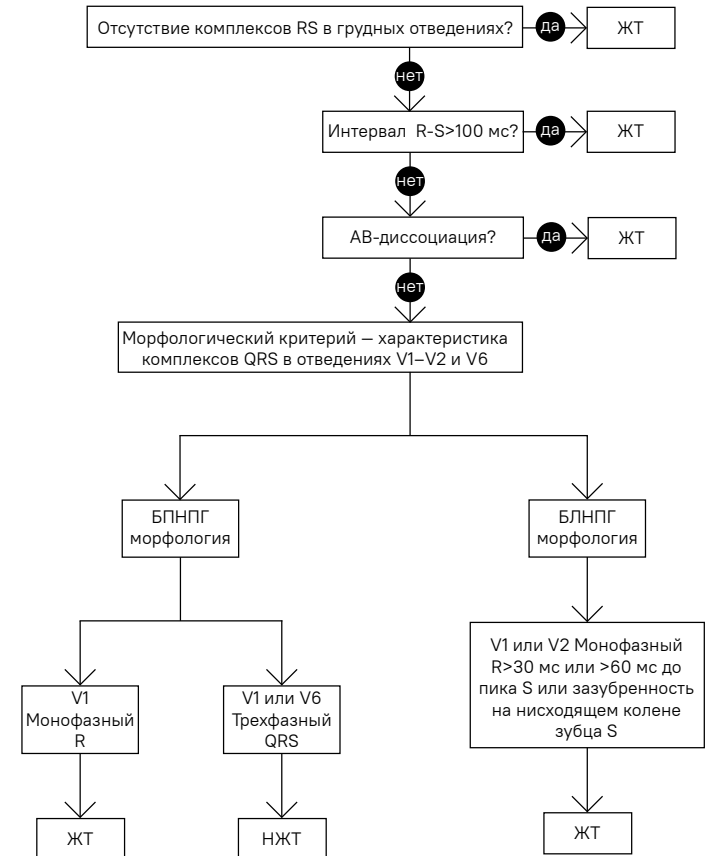 Отсутствие комплексов RS в грудных отведениях?
да
ЖТ
нет
Интервал R-S>100 мс?
да
ЖТ
нет
АВ-диссоциация?
да
ЖТ
нет
Морфологический критерий – характеристика
комплексов QRS в отведениях V1–V2 и V6
БПНПГ
морфология
БЛНПГ
морфология
V1
Монофазный
R
V1 или V6
Трехфазный
QRS
V1 или V2 Монофазный
R>30 мс или >60 мс до
пика S или зазубренность
на нисходящем колене
зубца S
ЖТ
НЖТ
ЖТ